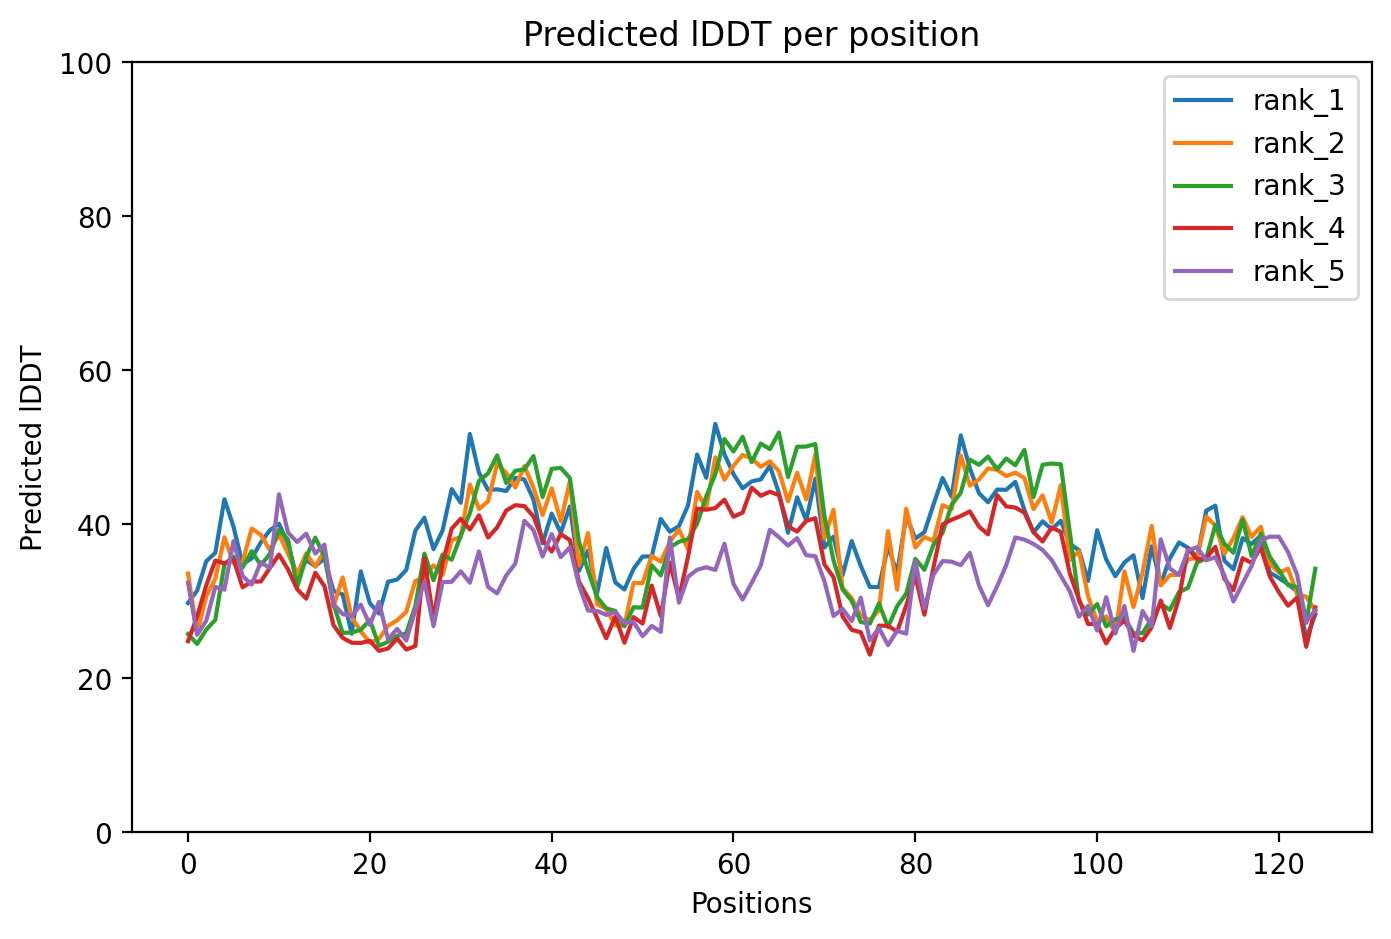 Predicted lDDT per position
100
80
60
40
20
0
Predicted lDDT
0 20 40 60 80 100 120
Positions
rank_1
rank_2
rank_3
rank_4
rank_5